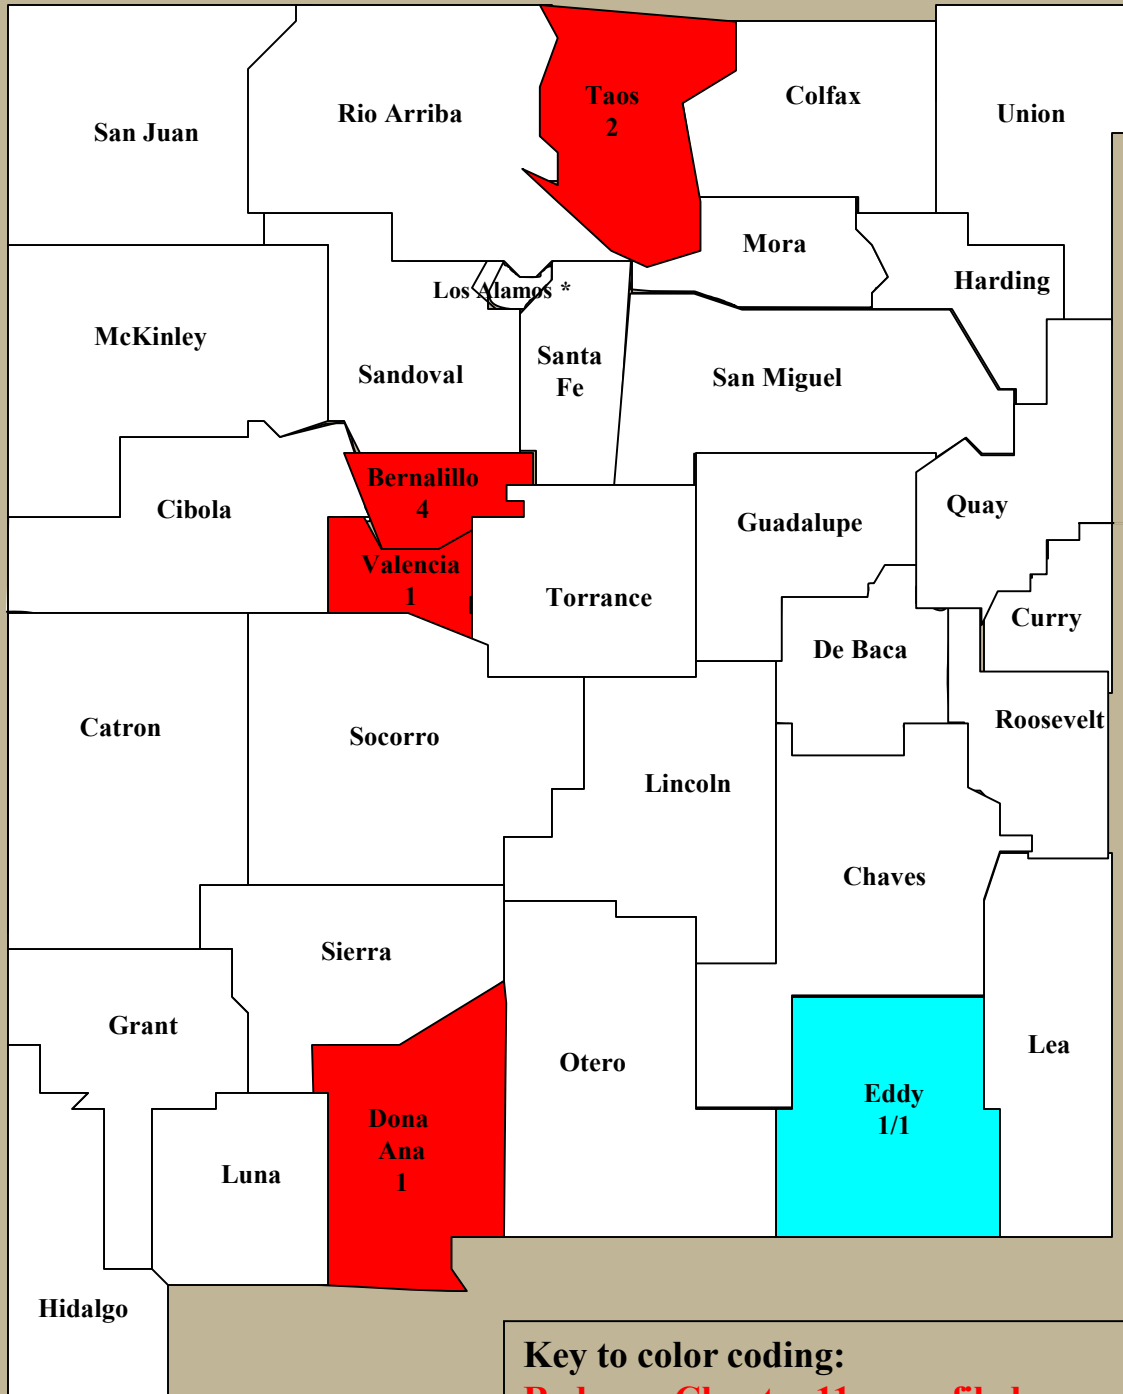 San Juan
Rio Arriba
Taos
2
Colfax
Union
Mora
Harding
Los Alamos *
McKinley
Sandoval
Santa
Fe
San Miguel
Bernalillo
4
Cibola
Guadalupe
Quay
Valencia
1
Torrance
Curry
De Baca
Catron
Socorro
Roosevelt
Lincoln
Chaves
Sierra
Grant
Otero
Lea
Eddy
1/1
Dona
Ana
1
Luna
Hidalgo
Key to color coding: